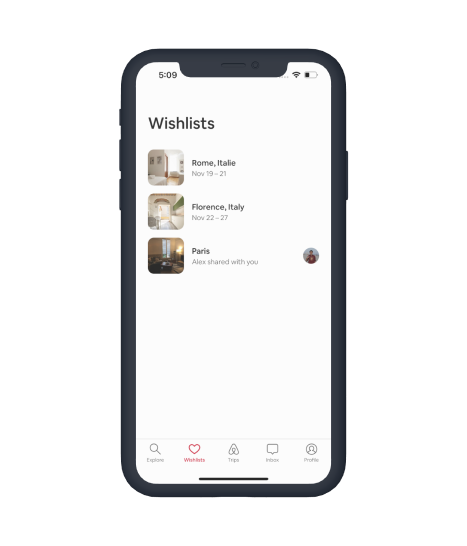 5:09
Wishlists
Rome, Italie
Nov 19 – 21
Florence, Italy
Nov 22 – 27
Paris
Alex shared with you
Explore Wishlists Trips Inbox Profile